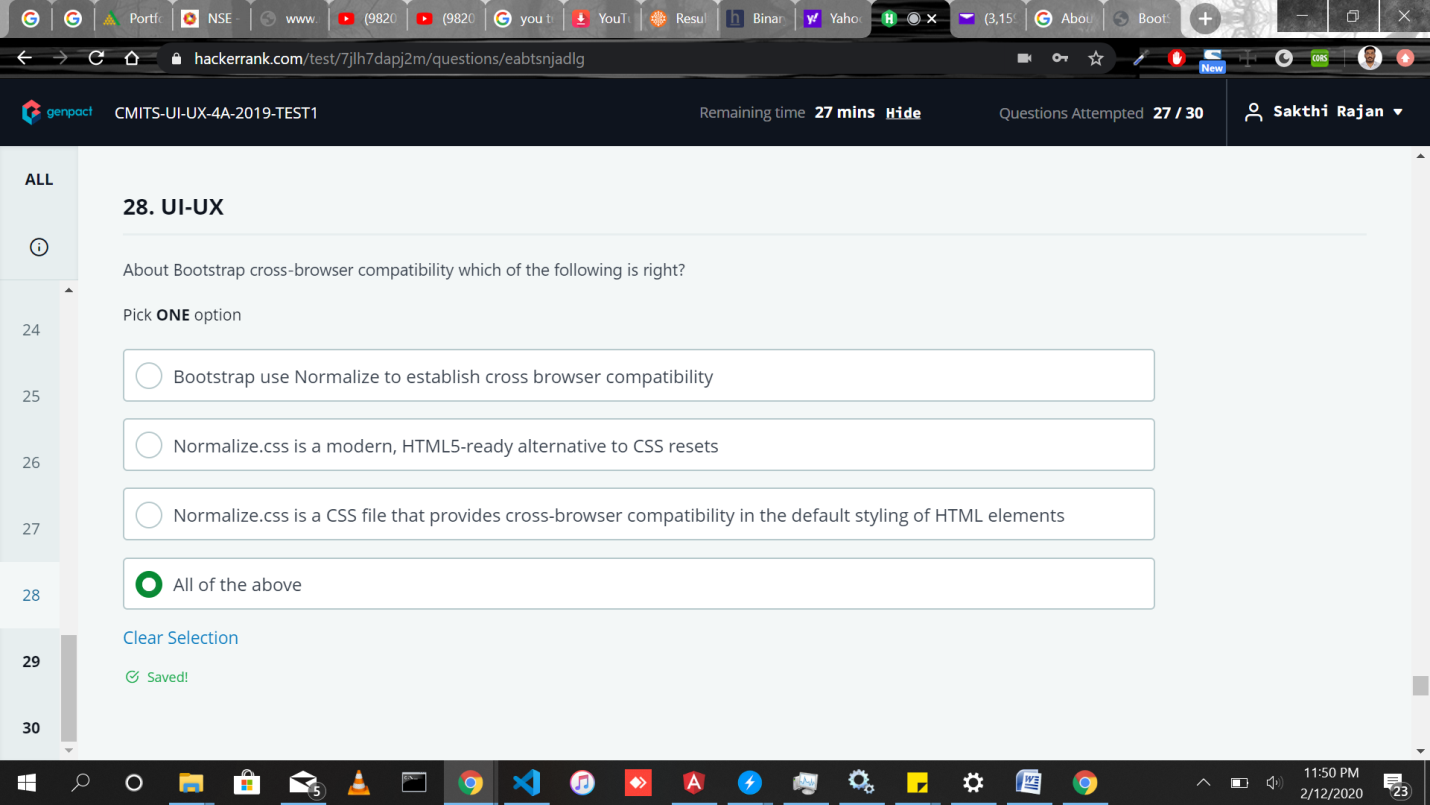 Portfo
NSE -
www.
(9820
(9820
you t
YouTu
Resul
Binar
Yahoo
(3,159
Abou
Boots
hackerrank.com/test/7jlh7dapj2m/questions/eabtsnjadlg
New
CORS
genpact
CMITS-UI-UX-4A-2019-TEST1
Remaining time 27 mins Hide
Questions Attempted 27 / 30
Sakthi Rajan
ALL
28. UI-UX
About Bootstrap cross-browser compatibility which of the following is right?
Pick ONE option
24
Bootstrap use Normalize to establish cross browser compatibility
25
Normalize.css is a modern, HTML5-ready alternative to CSS resets
26
Normalize.css is a CSS file that provides cross-browser compatibility in the default styling of HTML elements
27
All of the above
28
Clear Selection
29
Saved!
30
5
11:50 PM
2/12/2020
23